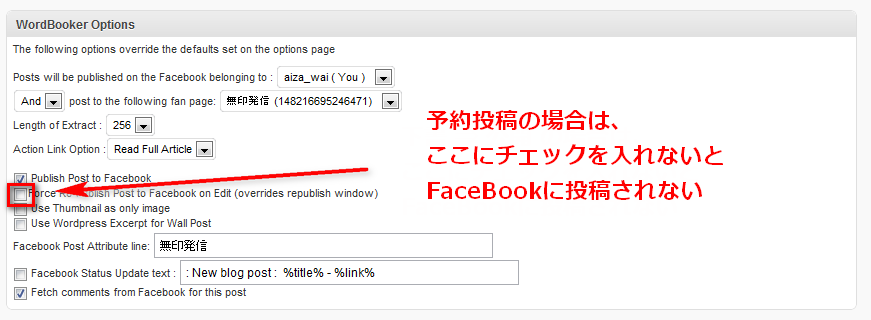 WordBooker Options
The following options override the defaults set on the options page
Posts will be published on the Facebook belonging to : aiza_wai ( You )
And post to the following fan page: 無印発信 (148216695246471)
Length of Extract : 256
Action Link Option : Read Full Article
Publish Post to Facebook
Force Re-Publish Post to Facebook on Edit (overrides republish window)
Use Thumbnail as only image
Use Wordpress Excerpt for Wall Post
Facebook Post Attribute line: 無印発信
Facebook Status Update text : : New blog post : %title% - %link%
Fetch comments from Facebook for this post
予約投稿の場合は、
ここにチェックを入れないと
FaceBookに投稿されない